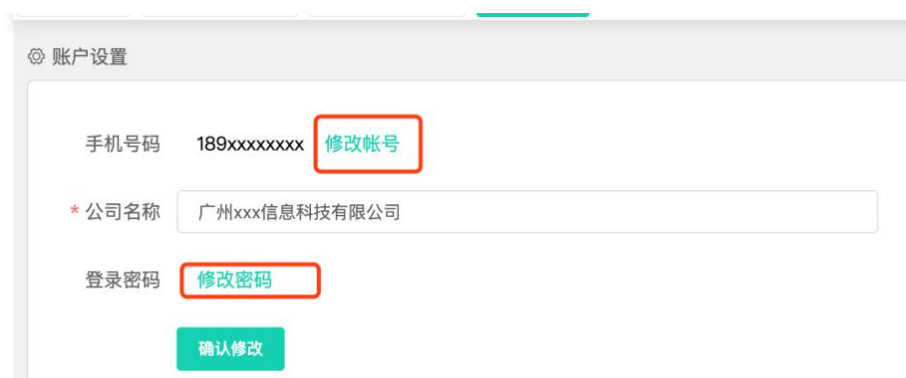 账户设置
手机号码 189xxxxxxxx 修改帐号
* 公司名称 广州xxx信息科技有限公司
登录密码 修改密码
确认修改